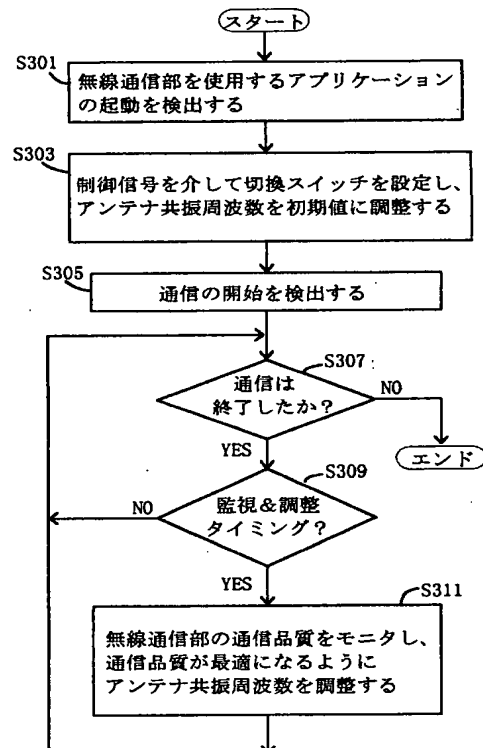 スタート
S301
無線通信部を使用するアプリケーション
の起動を検出する
S303
制御信号を介して切換スイッチを設定し、
アンテナ共振周波数を初期値に調整する
S305
通信の開始を検出する
S307
通信は
終了したか?
NO
エンド
YES
S309
監視&調整
タイミング?
NO
YES
S311
無線通信部の通信品質をモニタし、
通信品質が最適になるように
アンテナ共振周波数を調整する